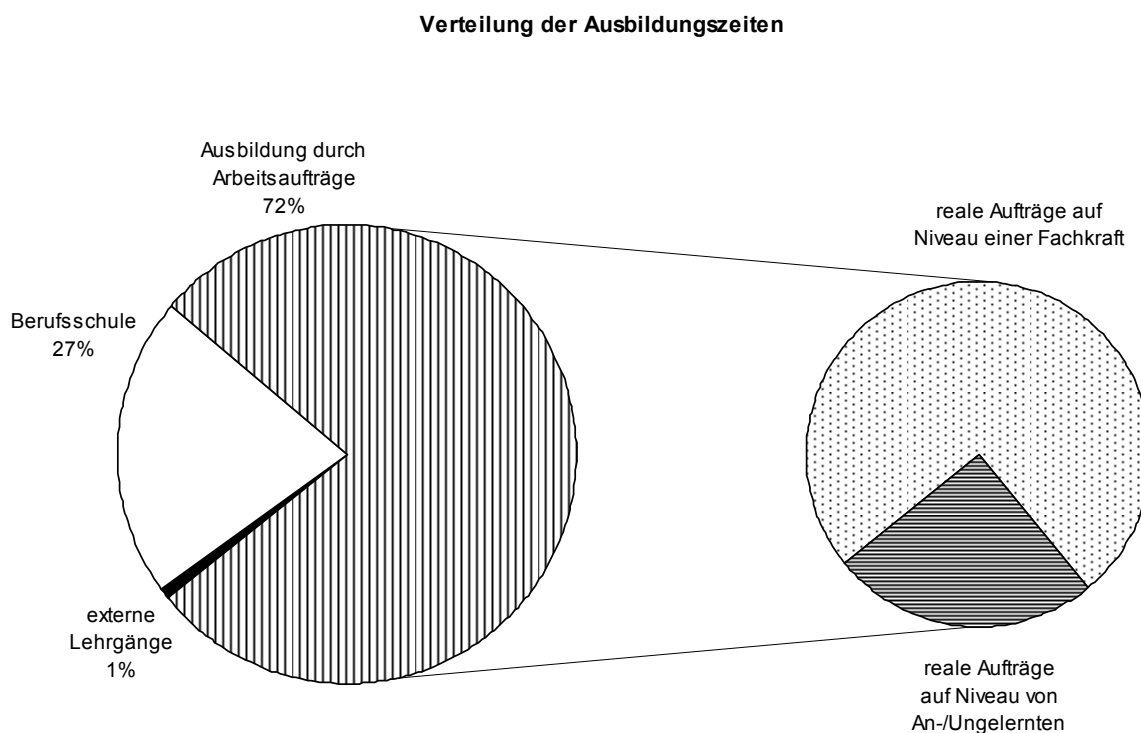 Verteilung der Ausbildungszeiten
Ausbildung durch
Arbeitsaufträge
72%
Berufsschule
27%
externe
Lehrgänge
1%
reale Aufträge auf
Niveau einer Fachkraft
reale Aufträge
auf Niveau von
An-/Ungelernten